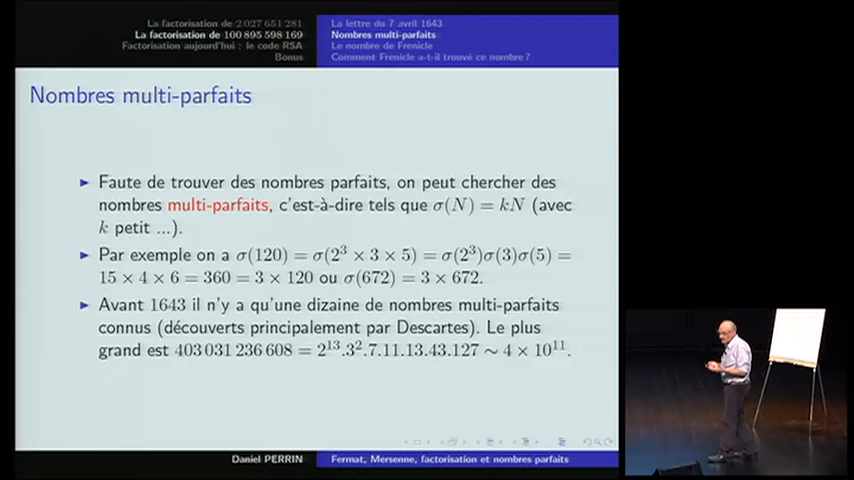 La factorisation de 2 027 651 281
La factorisation de 100 895 598 169
Factorisation aujourd'hui : le code RSA
Bonus
La lettre du 7 avril 1643
Nombres multi-parfaits
Le nombre de Frenicle
Comment Frenicle a-t-il trouvé ce nombre ?
Nombres multi-parfaits
► Faute de trouver des nombres parfaits, on peut chercher des
nombres multi-parfaits, c'est-à-dire tels que σ(N) = kN (avec
k petit ...).
► Par exemple on a σ(120) = σ(2³ × 3 × 5) = σ(2³)σ(3)σ(5) =
15 × 4 × 6 = 360 = 3 × 120 ou σ(672) = 3 × 672.
► Avant 1643 il n'y a qu'une dizaine de nombres multi-parfaits
connus (découverts principalement par Descartes). Le plus
grand est 403 031 236 608 = 2¹³.3².7.11.13.43.127 ∼ 4 × 10¹¹.
Daniel PERRIN
Fermat, Mersenne, factorisation et nombres parfaits